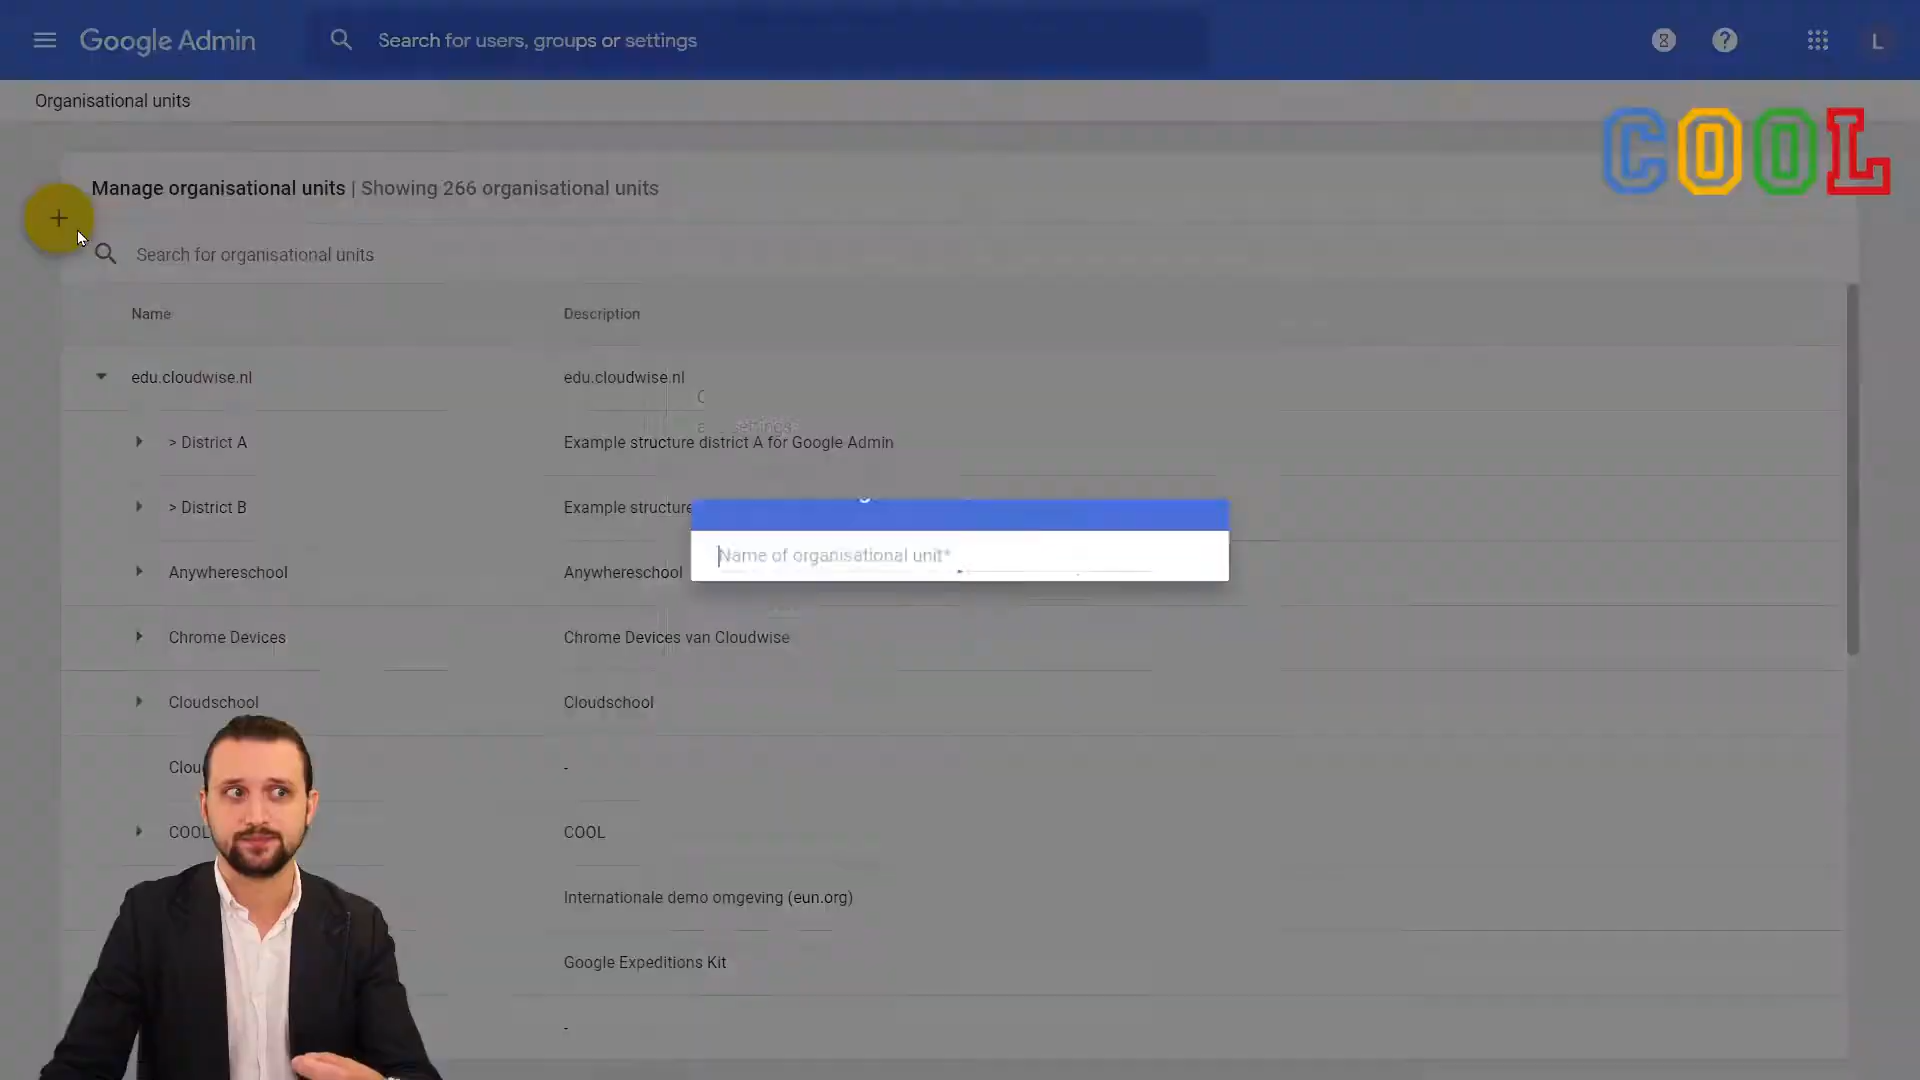 Google Admin
Search for users, groups or settings
L
Organisational units
COOL
Manage organisational units | Showing 266 organisational units
Search for organisational units
Name Description
edu.cloudwise.nl edu.cloudwise.nl
settings
> District A Example structure district A for Google Admin
> District B Example structure
Name of organisational unit*
Anywhereschool Anywhereschool
Chrome Devices Chrome Devices van Cloudwise
Cloudschool Cloudschool
Clou -
COOL COOL
Internationale demo omgeving (eun.org)
Google Expeditions Kit
-